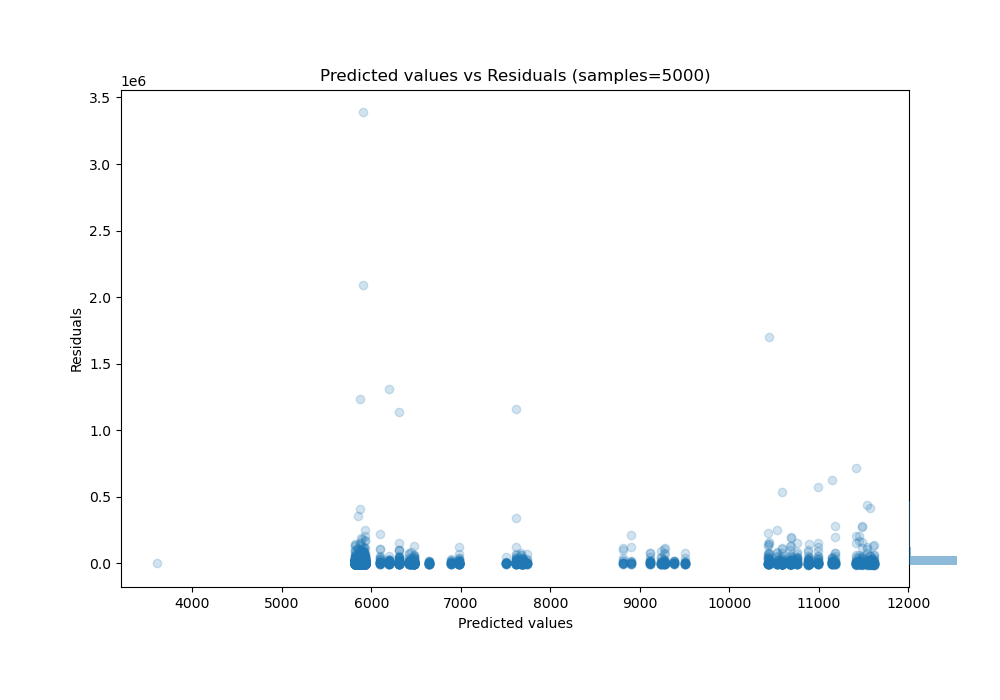 Predicted values vs Residuals (samples=5000)
1e6
3.5
3.0
2.5
2.0
1.5
1.0
0.5
0.0
Residuals
4000 5000 6000 7000 8000 9000 10000 11000 12000
Predicted values